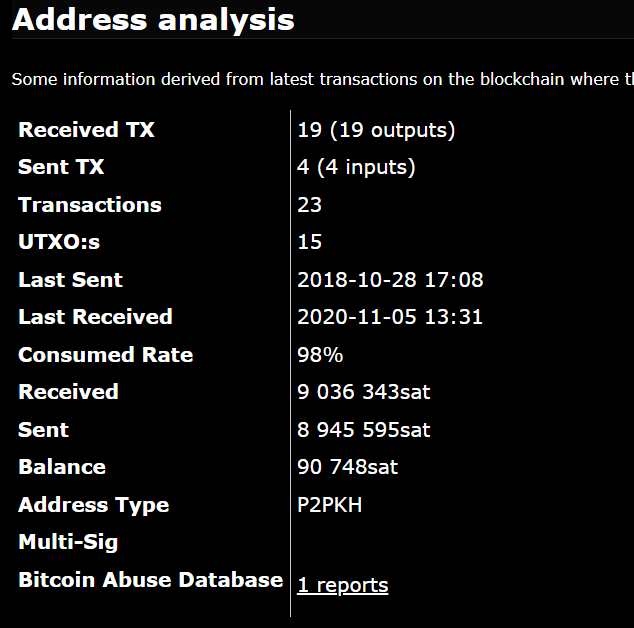 Address analysis
Some information derived from latest transactions on the blockchain where
Received TX 19 (19 outputs)
Sent TX 4 (4 inputs)
Transactions 23
UTXO:s 15
Last Sent 2018-10-28 17:08
Last Received 2020-11-05 13:31
Consumed Rate 98%
Received 9 036 343sat
Sent 8 945 595sat
Balance 90 748sat
Address Type P2PKH
Multi-Sig
Bitcoin Abuse Database 1 reports